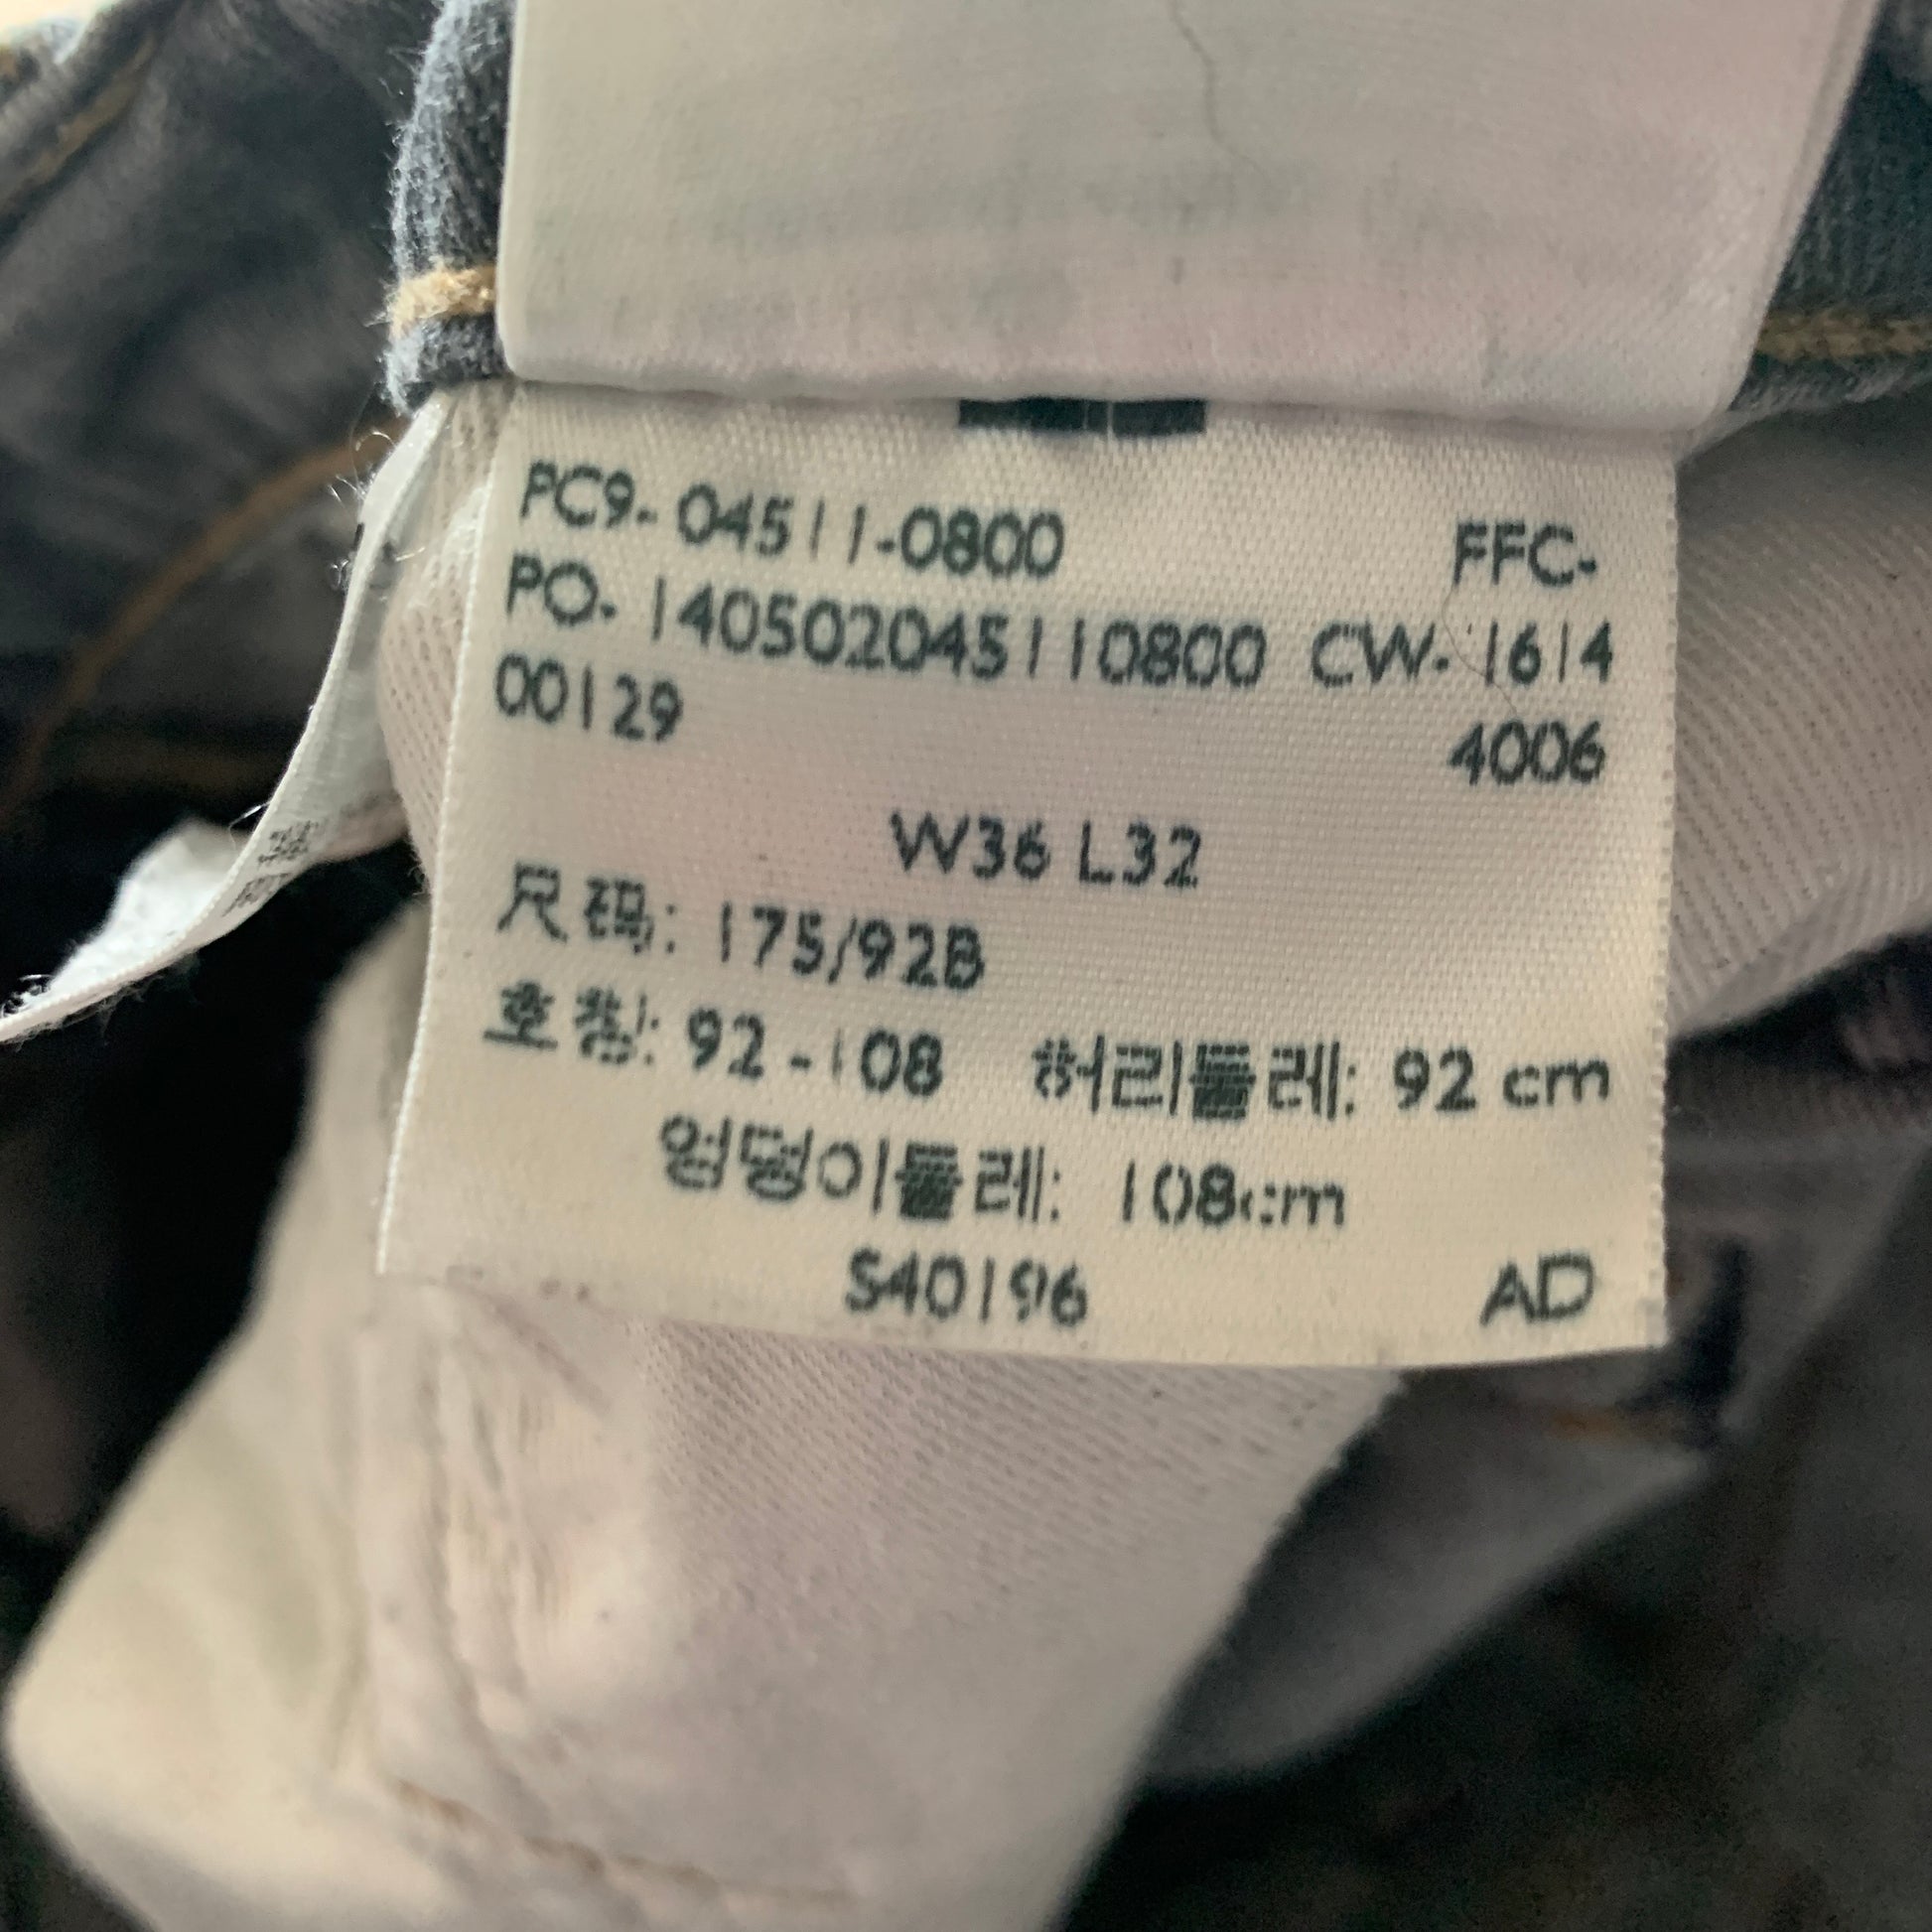 PC9- 04511-0800 FFC-
PO- 140502045110800 CW- 1614
00129 4006
W36 L32
尺码: 175/92B
호칭: 92 - 108 허리둘레: 92 cm
엉덩이둘레: 108cm
S40196 AD